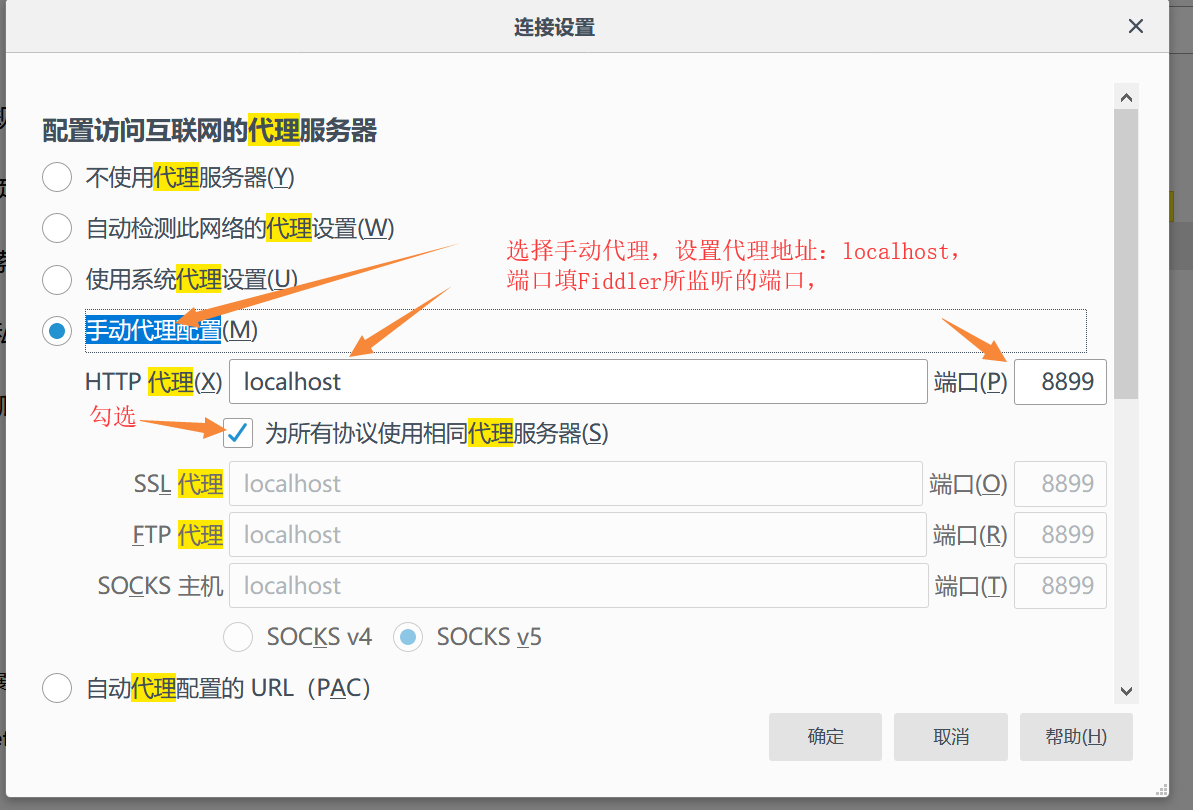 连接设置
配置访问互联网的代理服务器
不使用代理服务器(Y)
自动检测此网络的代理设置(W)
选择手动代理，设置代理地址：localhost，
端口填Fiddler所监听的端口，
使用系统代理设置(U)
手动代理配置(M)
HTTP 代理(X) localhost 端口(P) 8899
勾选
为所有协议使用相同代理服务器(S)
SSL 代理 localhost 端口(O) 8899
FTP 代理 localhost 端口(R) 8899
SOCKS 主机 localhost 端口(T) 8899
SOCKS v4 SOCKS v5
自动代理配置的 URL（PAC）
确定 取消 帮助(H)